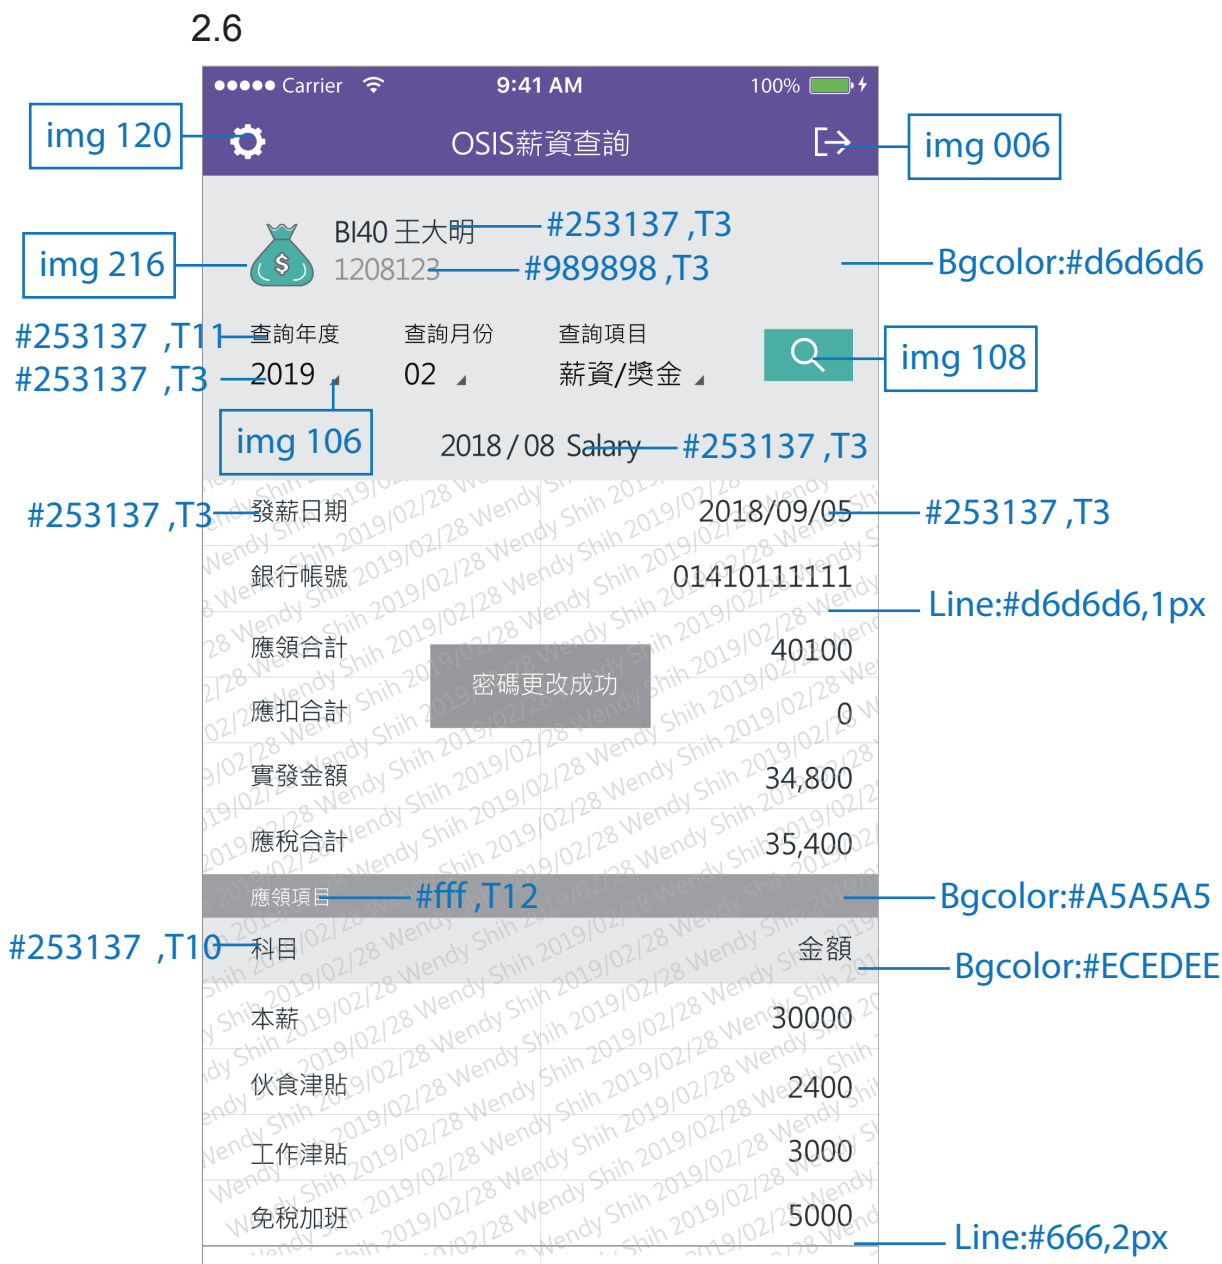 2.6
Carrier 9:41 AM 100%
img 120
OSIS薪資查詢
img 006
BI40 王大明 #253137 ,T3
img 216
1208123 #989898 ,T3
Bgcolor:#d6d6d6
#253137 ,T11 查詢年度 查詢月份 查詢項目
img 108
#253137 ,T3 2019 02 薪資/獎金
img 106
2018 / 08 Salary #253137 ,T3
#253137 ,T3 發薪日期 2018/09/05 #253137 ,T3
銀行帳號 01410111111
Line:#d6d6d6,1px
應領合計 40100
密碼更改成功
應扣合計 0
實發金額 34,800
應稅合計 35,400
應領項目 #fff ,T12 Bgcolor:#A5A5A5
#253137 ,T10 科目 金額
Bgcolor:#ECEDEE
本薪 30000
伙食津貼 2400
工作津貼 3000
免稅加班 5000
Line:#666,2px
Wendy Shih 2019/02/28